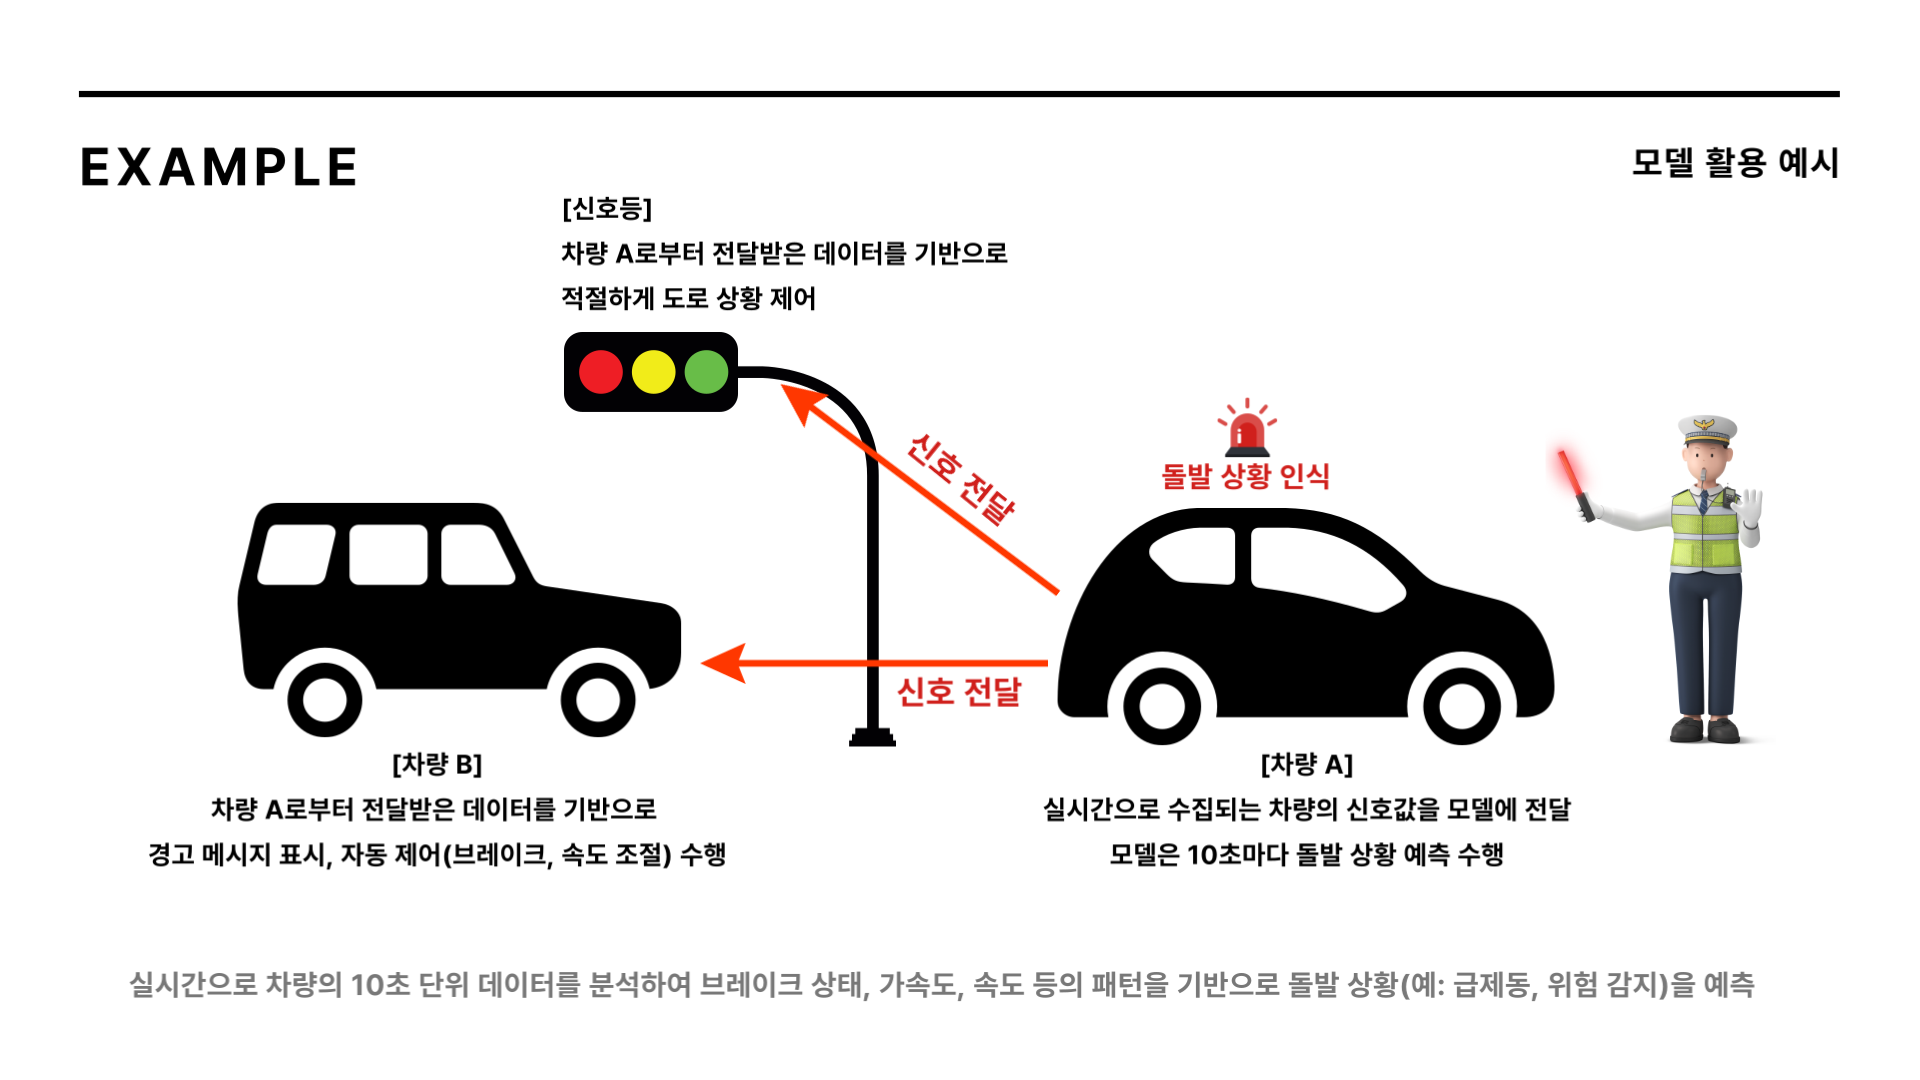 EXAMPLE
모델 활용 예시
[신호등]
차량 A로부터 전달받은 데이터를 기반으로
적절하게 도로 상황 제어
신호 전달
돌발 상황 인식
신호 전달
[차량 B]
차량 A로부터 전달받은 데이터를 기반으로
경고 메시지 표시, 자동 제어(브레이크, 속도 조절) 수행
[차량 A]
실시간으로 수집되는 차량의 신호값을 모델에 전달
모델은 10초마다 돌발 상황 예측 수행
실시간으로 차량의 10초 단위 데이터를 분석하여 브레이크 상태, 가속도, 속도 등의 패턴을 기반으로 돌발 상황(예: 급제동, 위험 감지)을 예측